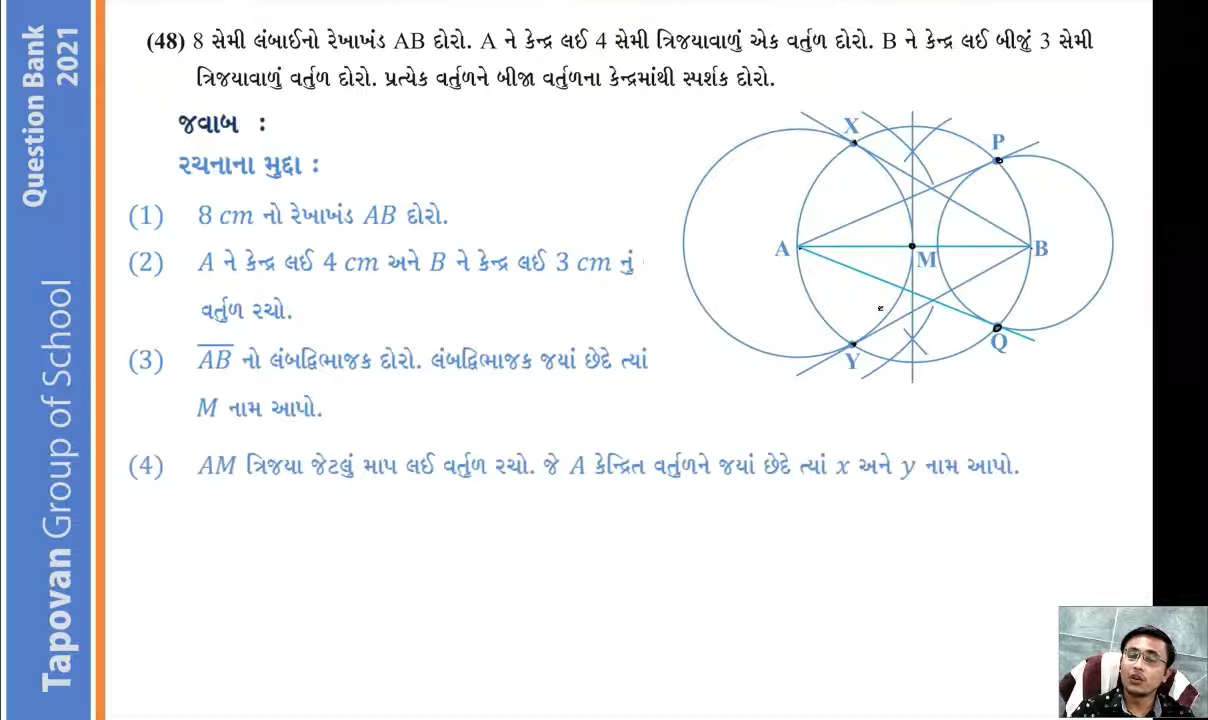 Question Bank
2021
Tapovan Group of School
(48) 8 સેમી લંબાઈનો રેખાખંડ AB દોરો. A ને કેન્દ્ર લઈ 4 સેમી ત્રિજયાવાળું એક વર્તુળ દોરો. B ને કેન્દ્ર લઈ બીજું 3 સેમી
ત્રિજયાવાળું વર્તુળ દોરો. પ્રત્યેક વર્તુળને બીજા વર્તુળના કેન્દ્રમાંથી સ્પર્શક દોરો.
જવાબ :
રચનાના મુદ્દા :
(1) 8 cm નો રેખાખંડ AB દોરો.
(2) A ને કેન્દ્ર લઈ 4 cm અને B ને કેન્દ્ર લઈ 3 cm નું
વર્તુળ રચો.
(3) AB નો લંબદ્વિભાજક દોરો. લંબદ્વિભાજક જયાં છેદે ત્યાં
M નામ આપો.
(4) AM ત્રિજયા જેટલું માપ લઈ વર્તુળ રચો. જે A કેન્દ્રિત વર્તુળને જયાં છેદે ત્યાં x અને y નામ આપો.
X
P
A
M
B
Y
Q